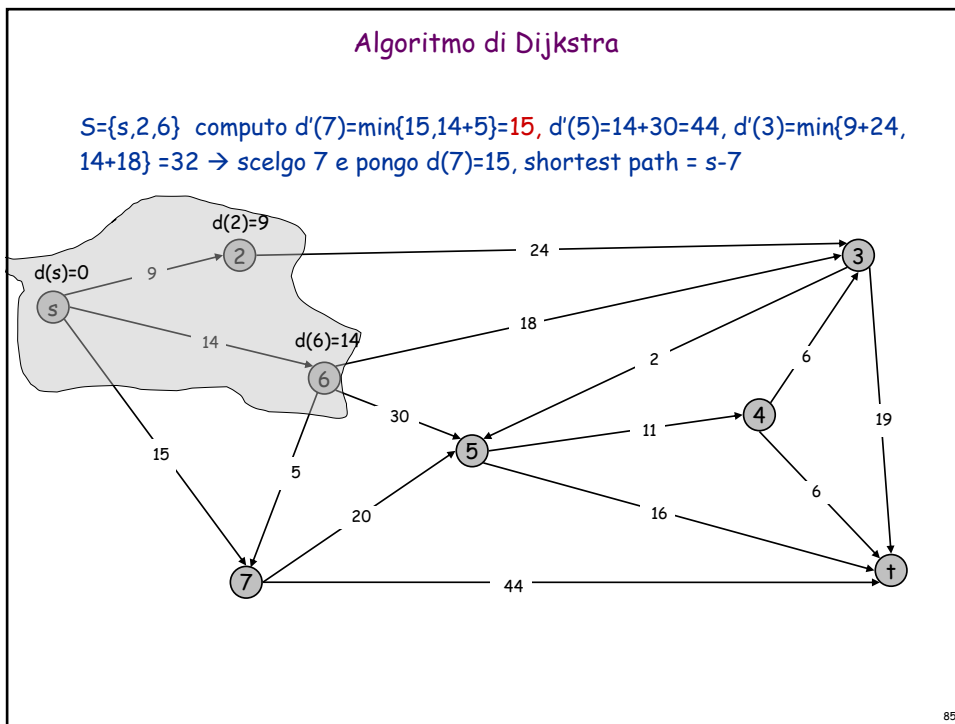 Algoritmo di Dijkstra
S={s,2,6} computo d’(7)=min{15,14+5}=15, d’(5)=14+30=44, d’(3)=min{9+24,
14+18} =32 → scelgo 7 e pongo d(7)=15, shortest path = s-7
d(2)=9
2
24
3
d(s)=0
9
s
18
14
d(6)=14
6
2
6
30
4
19
11
5
15
5
6
20
16
7
44
t
85